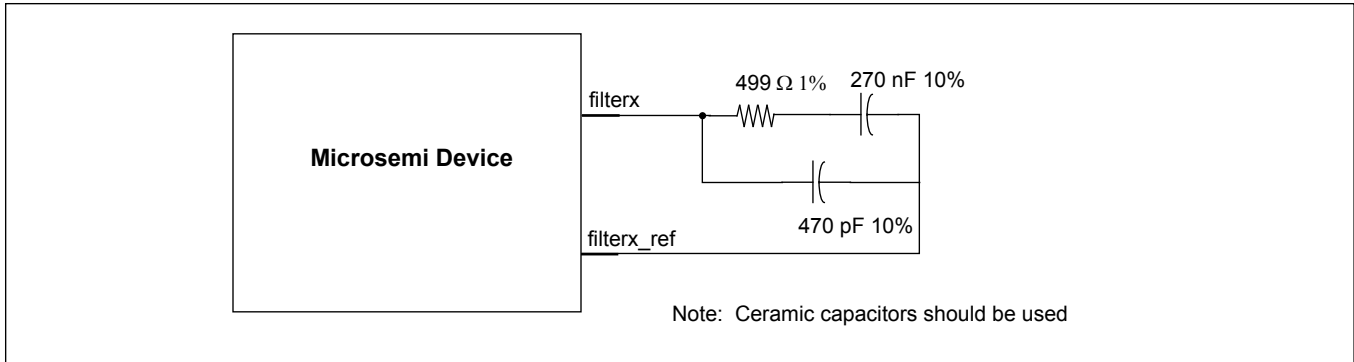 499 Ω 1%
270 nF 10%
filterx
Microsemi Device
470 pF 10%
filterx_ref
Note: Ceramic capacitors should be used